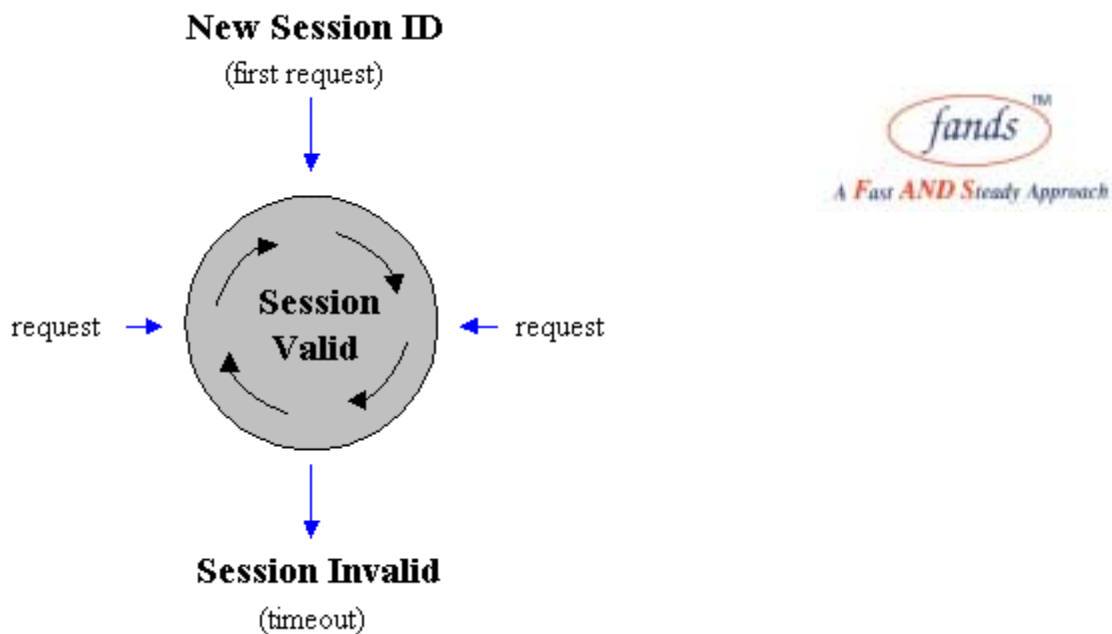 New Session ID
(first request)
fands TM
A Fast AND Steady Approach
Session
Valid
request
request
Session Invalid
(timeout)